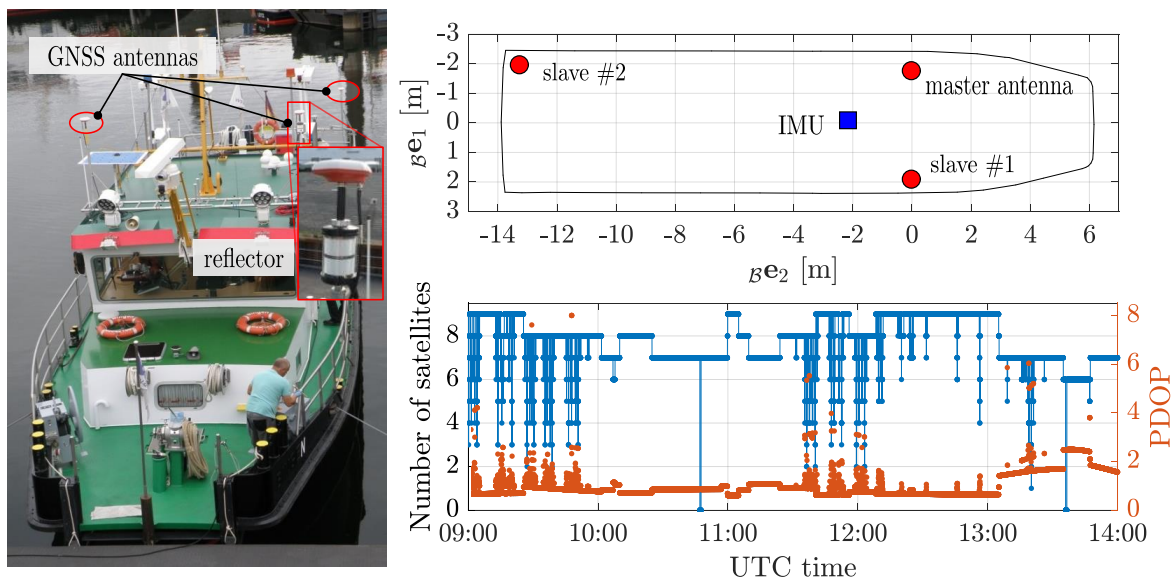 GNSS antennas
reflector
N
-3
-2
-1
0
1
2
3
ᵦe₁ [m]
slave #2
master antenna
IMU
slave #1
-14 -12 -10 -8 -6 -4 -2 0 2 4 6
ᵦe₂ [m]
Number of satellites
8
6
4
2
0
PDOP
8
6
4
2
0
09:00 10:00 11:00 12:00 13:00 14:00
UTC time